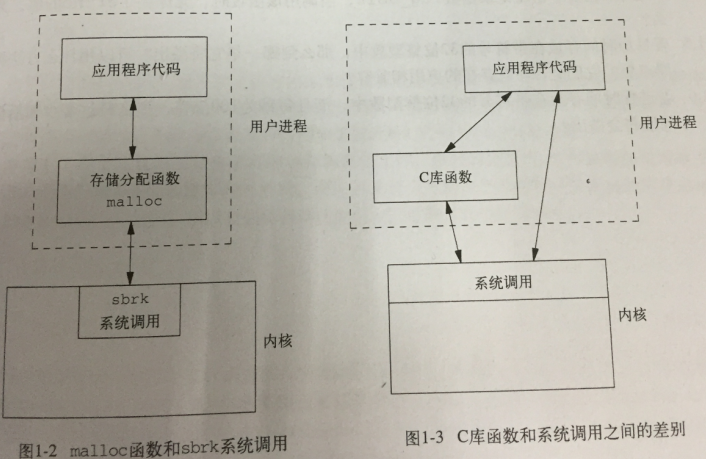 应用程序代码
存储分配函数
malloc
用户进程
sbrk
系统调用
内核
图1-2 malloc函数和sbrk系统调用
应用程序代码
用户进程
C库函数
系统调用
内核
图1-3 C库函数和系统调用之间的差别